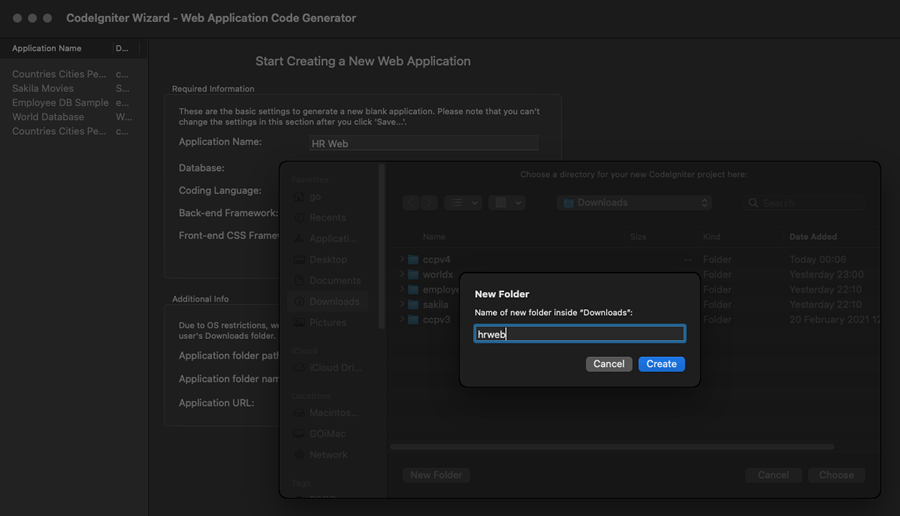 CodeIgniter Wizard - Web Application Code Generator
Application Name D...
Countries Cities Pe... c...
Sakila Movies S...
Employee DB Sample e...
World Database W...
Countries Cities Pe... c...
Start Creating a New Web Application
Required Information
These are the basic settings to generate a new blank application. Please note that you can't
change the settings in this section after you click 'Save...'.
Application Name: HR Web
Database:
Coding Language:
Back-end Framework:
Front-end CSS Frame
Additional Info
Due to OS restrictions, we
user's Downloads folder.
Application folder pat
Application folder nam
Application URL:
Choose a directory for your new CodeIgniter project here:
Favorites
go
Recents
Applicati...
Desktop
Documents
Downloads
Pictures
iCloud
iCloud Dri...
Locations
Macintos...
GOiMac
Network
Tags
Downloads
Search
Name Size Kind Date Added
ccpv4 -- Folder Today 00:06
worldx Folder Yesterday 23:00
employe Folder Yesterday 22:10
sakila Folder Yesterday 22:10
ccpv3 Folder 20 February 2021 12
New Folder
Name of new folder inside “Downloads”:
hrweb
Cancel Create
New Folder Cancel Choose